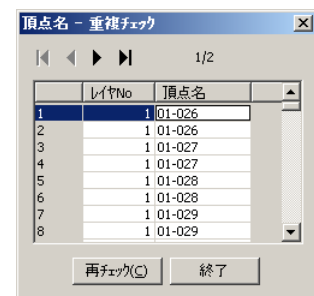 頂点名 - 重複ﾁｪｯｸ
1/2
ﾚｲﾔNo 頂点名
1 1 01-026
2 1 01-026
3 1 01-027
4 1 01-027
5 1 01-028
6 1 01-028
7 1 01-029
8 1 01-029
再ﾁｪｯｸ(C) 終了